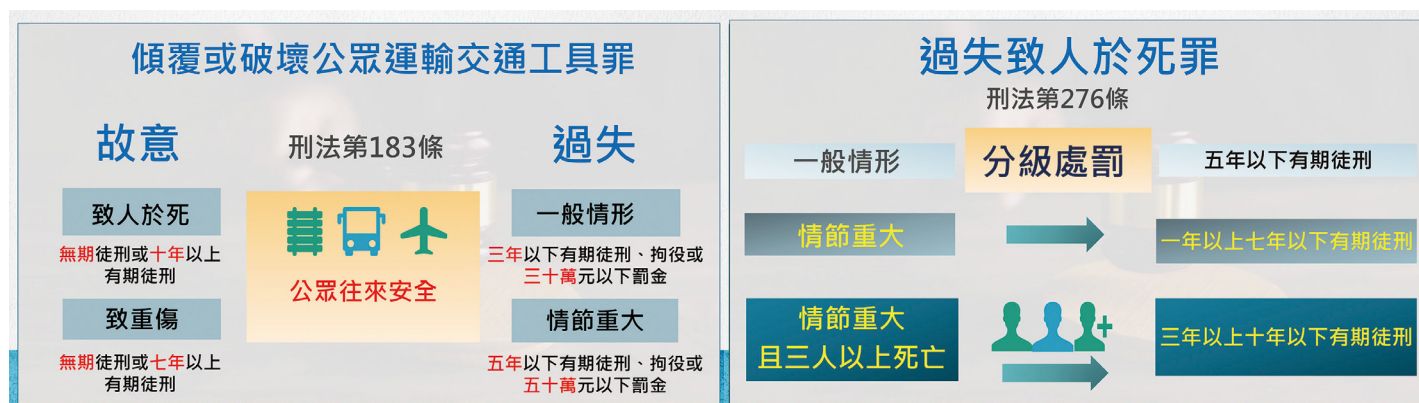 傾覆或破壞公眾運輸交通工具罪
故意
刑法第183條
過失
致人於死
無期徒刑或十年以上
有期徒刑
致重傷
無期徒刑或七年以上
有期徒刑
公眾往來安全
一般情形
三年以下有期徒刑、拘役或
三十萬元以下罰金
情節重大
五年以下有期徒刑、拘役或
五十萬元以下罰金
過失致人於死罪
刑法第276條
一般情形
分級處罰
五年以下有期徒刑
情節重大
一年以上七年以下有期徒刑
情節重大
且三人以上死亡
三年以上十年以下有期徒刑